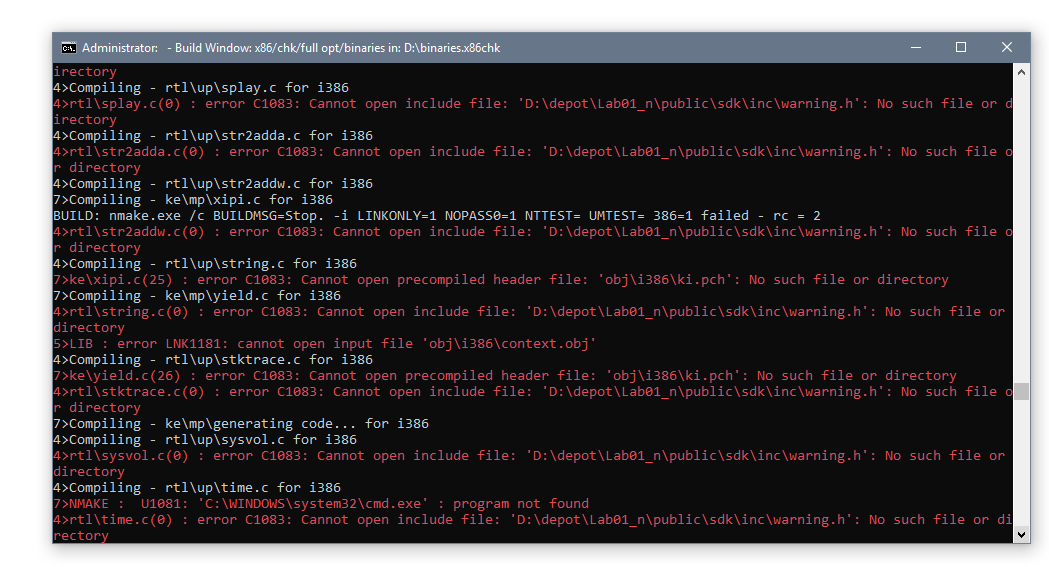 Administrator:   - Build Window: x86/chk/full opt/binaries in: D:\binaries.x86chk
irectory
4>Compiling - rtl\up\splay.c for i386
4>rtl\splay.c(0) : error C1083: Cannot open include file: 'D:\depot\Lab01_n\public\sdk\inc\warning.h': No such file or d
irectory
4>Compiling - rtl\up\str2adda.c for i386
4>rtl\str2adda.c(0) : error C1083: Cannot open include file: 'D:\depot\Lab01_n\public\sdk\inc\warning.h': No such file o
r directory
4>Compiling - rtl\up\str2addw.c for i386
7>Compiling - ke\mp\xipi.c for i386
BUILD: nmake.exe /c BUILDMSG=Stop. -i LINKONLY=1 NOPASS0=1 NTTEST= UMTEST= 386=1 failed - rc = 2
4>rtl\str2addw.c(0) : error C1083: Cannot open include file: 'D:\depot\Lab01_n\public\sdk\inc\warning.h': No such file o
r directory
4>Compiling - rtl\up\string.c for i386
7>ke\xipi.c(25) : error C1083: Cannot open precompiled header file: 'obj\i386\ki.pch': No such file or directory
7>Compiling - ke\mp\yield.c for i386
4>rtl\string.c(0) : error C1083: Cannot open include file: 'D:\depot\Lab01_n\public\sdk\inc\warning.h': No such file or
directory
5>LIB : error LNK1181: cannot open input file 'obj\i386\context.obj'
4>Compiling - rtl\up\stktrace.c for i386
7>ke\yield.c(26) : error C1083: Cannot open precompiled header file: 'obj\i386\ki.pch': No such file or directory
4>rtl\stktrace.c(0) : error C1083: Cannot open include file: 'D:\depot\Lab01_n\public\sdk\inc\warning.h': No such file o
r directory
7>Compiling - ke\mp\generating code... for i386
4>Compiling - rtl\up\sysvol.c for i386
4>rtl\sysvol.c(0) : error C1083: Cannot open include file: 'D:\depot\Lab01_n\public\sdk\inc\warning.h': No such file or
directory
4>Compiling - rtl\up\time.c for i386
7>NMAKE :  U1081: 'C:\WINDOWS\system32\cmd.exe' : program not found
4>rtl\time.c(0) : error C1083: Cannot open include file: 'D:\depot\Lab01_n\public\sdk\inc\warning.h': No such file or di
rectory